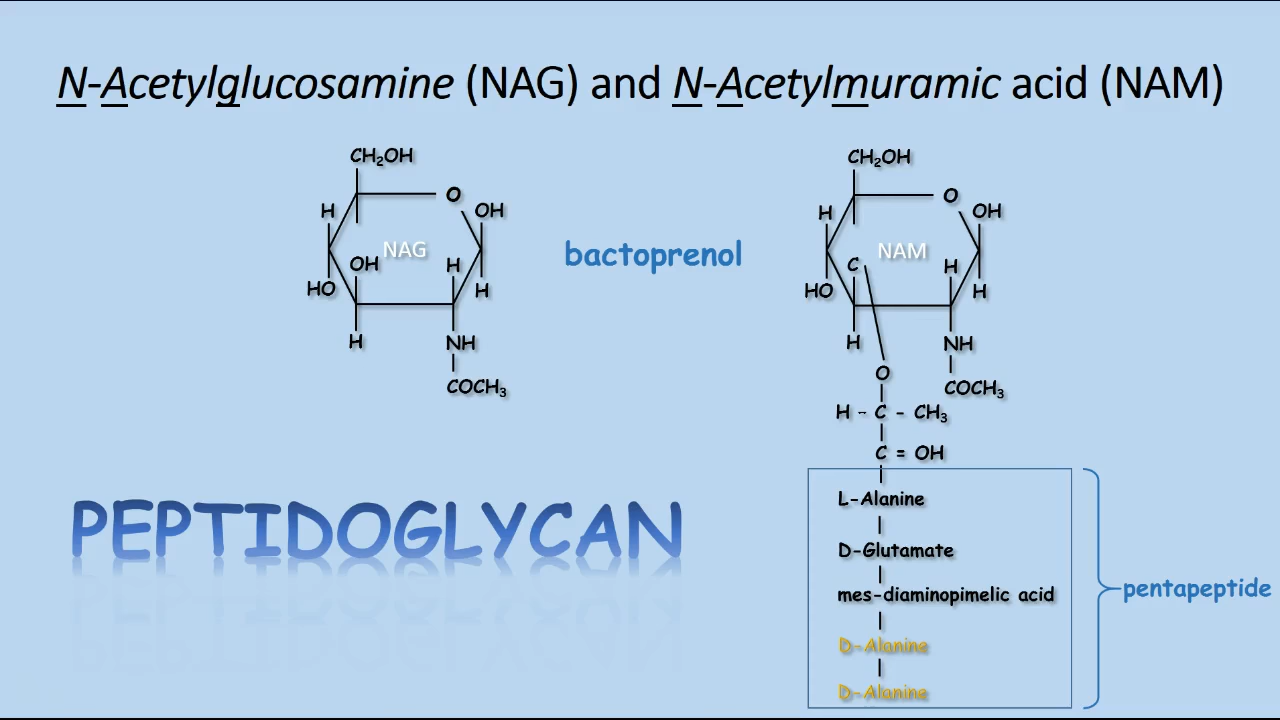 N-Acetylglucosamine (NAG) and N-Acetylmuramic acid (NAM)
CH₂OH
O
H
OH
NAG
OH
H
HO
H
H
NH
COCH₃
bactoprenol
CH₂OH
O
H
OH
NAM
C
H
HO
H
H
NH
O
COCH₃
H - C - CH₃
C = OH
L-Alanine
D-Glutamate
mes-diaminopimelic acid
D-Alanine
D-Alanine
pentapeptide
PEPTIDOGLYCAN